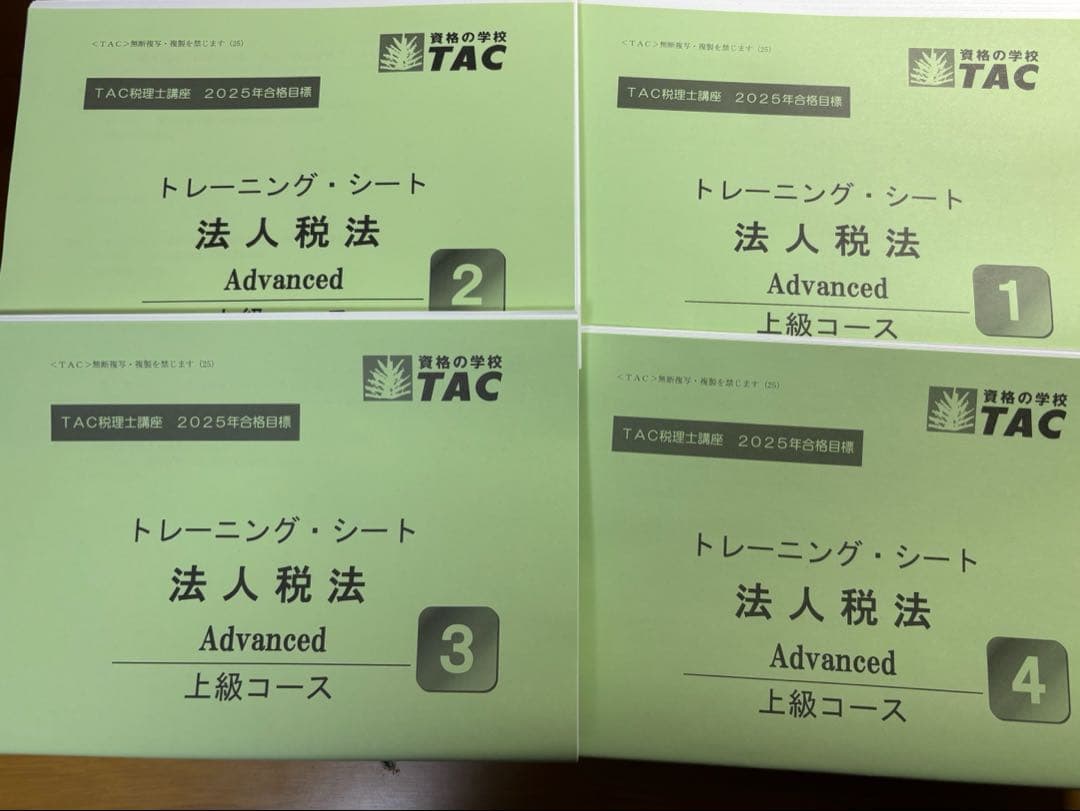 ＜TAC＞無断複写・複製を禁じます (25)
資格の学校
TAC
TAC税理士講座 2025年合格目標
トレーニング・シート
法人税法
Advanced
2
上級コース
＜TAC＞無断複写・複製を禁じます (25)
資格の学校
TAC
TAC税理士講座 2025年合格目標
トレーニング・シート
法人税法
Advanced
1
上級コース
＜TAC＞無断複写・複製を禁じます (25)
資格の学校
TAC
TAC税理士講座 2025年合格目標
トレーニング・シート
法人税法
Advanced
3
上級コース
＜TAC＞無断複写・複製を禁じます (25)
資格の学校
TAC
TAC税理士講座 2025年合格目標
トレーニング・シート
法人税法
Advanced
4
上級コース